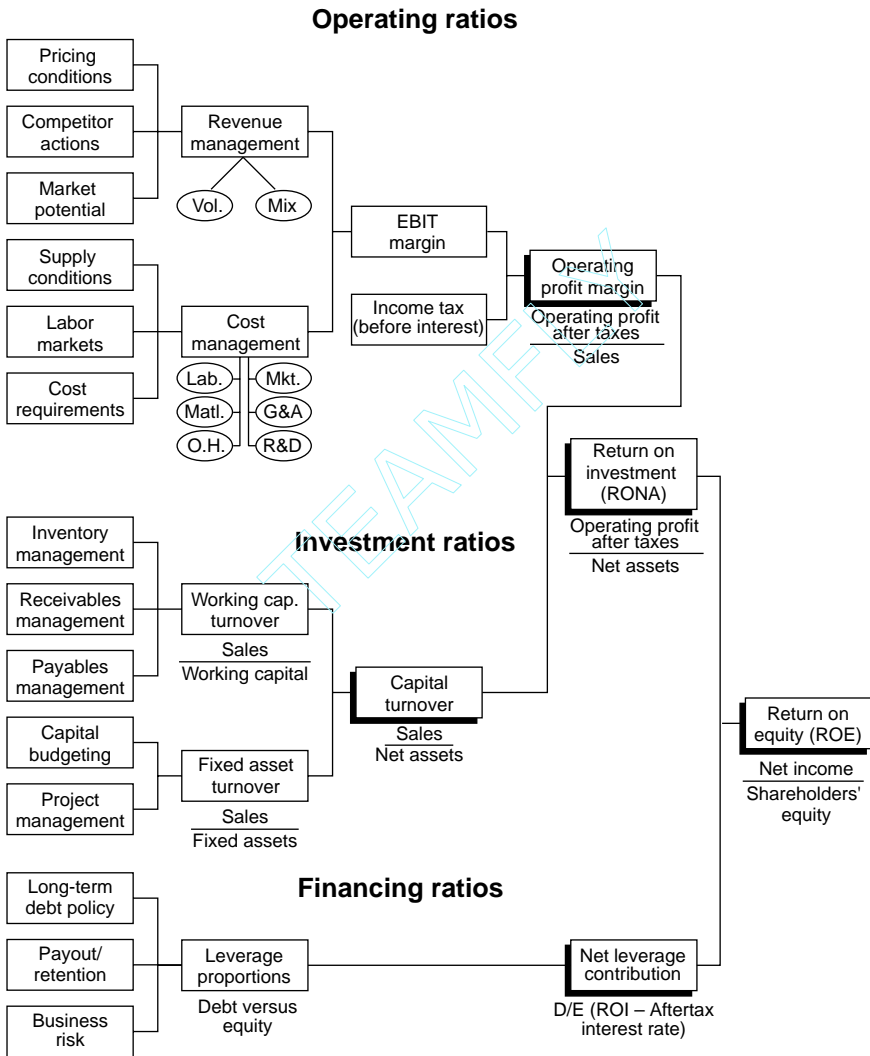 Operating ratios
Pricing
conditions
Competitor
actions
Market
potential
Supply
conditions
Labor
markets
Cost
requirements
Revenue
management
Vol.
Mix
Cost
management
Lab.
Mkt.
Matl.
G&A
O.H.
R&D
EBIT
margin
Income tax
(before interest)
Operating
profit margin
Operating profit
after taxes
Sales
Return on
investment
(RONA)
Operating profit
after taxes
Net assets
TEAMFLY
Investment ratios
Inventory
management
Receivables
management
Payables
management
Capital
budgeting
Project
management
Working cap.
turnover
Sales
Working capital
Fixed asset
turnover
Sales
Fixed assets
Capital
turnover
Sales
Net assets
Return on
equity (ROE)
Net income
Shareholders'
equity
Financing ratios
Long-term
debt policy
Payout/
retention
Business
risk
Leverage
proportions
Debt versus
equity
Net leverage
contribution
D/E (ROI – Aftertax
interest rate)